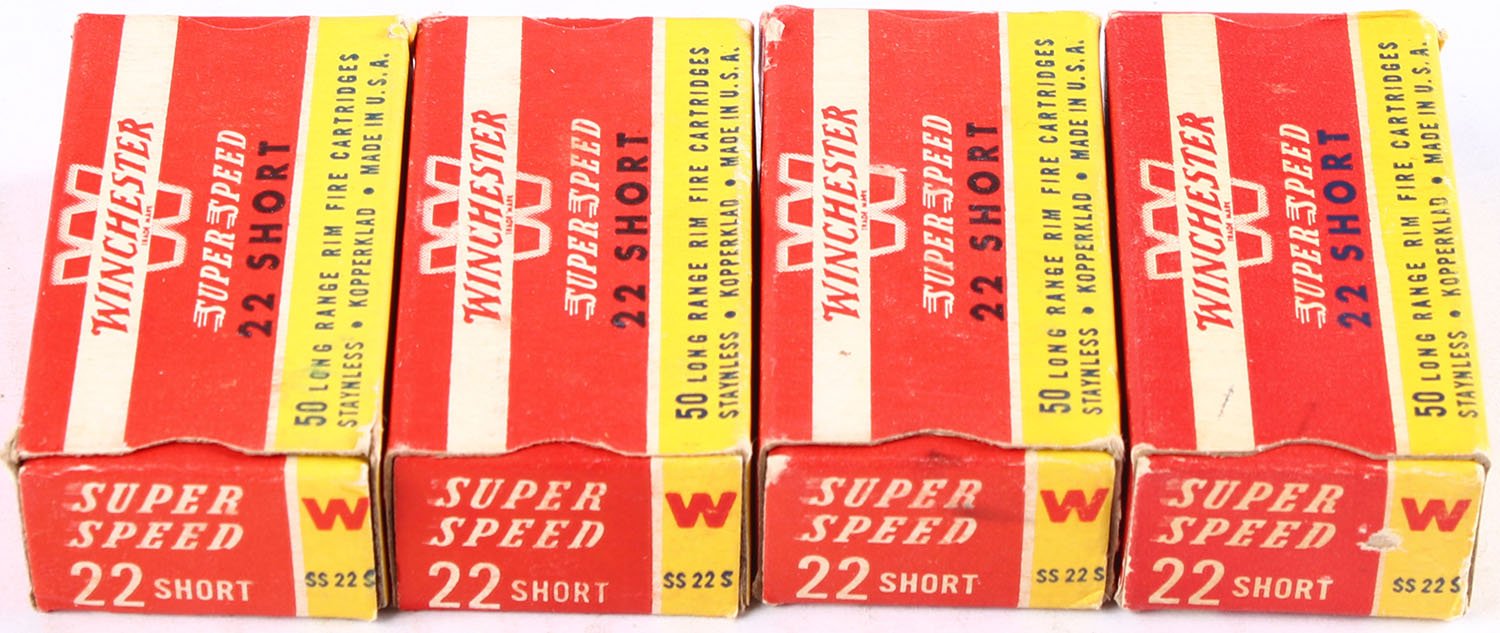 W
WINCHESTER
TRADE MARK
SUPER SPEED
22 SHORT
50 LONG RANGE RIM FIRE CARTRIDGES
STAYNLESS • KOPPERKLAD • MADE IN U.S.A.
SUPER
SPEED
22 SHORT
W
SS 22 S
W
WINCHESTER
TRADE MARK
SUPER SPEED
22 SHORT
50 LONG RANGE RIM FIRE CARTRIDGES
STAYNLESS • KOPPERKLAD • MADE IN U.S.A.
SUPER
SPEED
22 SHORT
W
SS 22 S
W
WINCHESTER
TRADE MARK
SUPER SPEED
22 SHORT
50 LONG RANGE RIM FIRE CARTRIDGES
STAYNLESS • KOPPERKLAD • MADE IN U.S.A.
SUPER
SPEED
22 SHORT
W
SS 22 S
W
WINCHESTER
TRADE MARK
SUPER SPEED
22 SHORT
50 LONG RANGE RIM FIRE CARTRIDGES
STAYNLESS • KOPPERKLAD • MADE IN U.S.A.
SUPER
SPEED
22 SHORT
W
SS 22 S